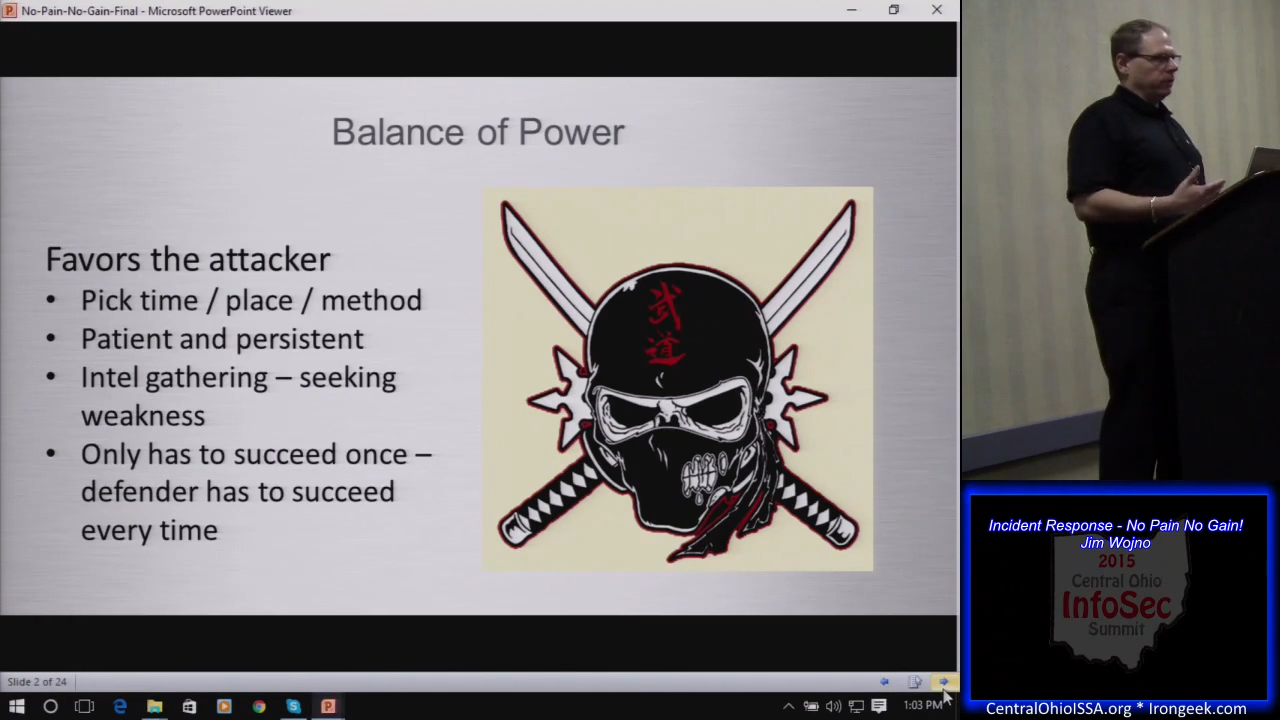 No-Pain-No-Gain-Final - Microsoft PowerPoint Viewer
Balance of Power
Favors the attacker
• Pick time / place / method
• Patient and persistent
• Intel gathering – seeking
weakness
• Only has to succeed once –
defender has to succeed
every time
武
道
Slide 2 of 24
1:03 PM
Incident Response - No Pain No Gain!
Jim Wojno
2015
Central Ohio
InfoSec
Summit
CentralOhioISSA.org * Irongeek.com